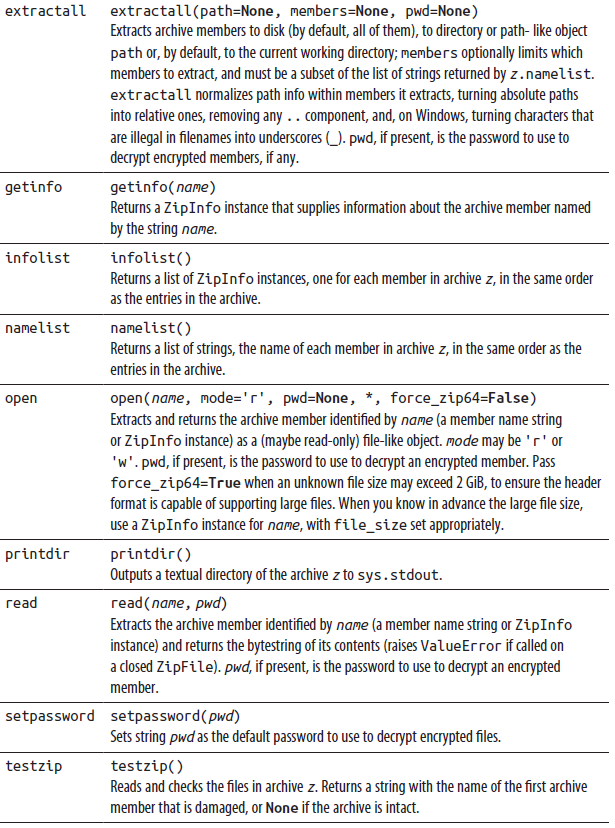 extractall extractall(path=None, members=None, pwd=None)
Extracts archive members to disk (by default, all of them), to directory or path- like object
path or, by default, to the current working directory; members optionally limits which
members to extract, and must be a subset of the list of strings returned by z.namelist.
extractall normalizes path info within members it extracts, turning absolute paths
into relative ones, removing any .. component, and, on Windows, turning characters that
are illegal in filenames into underscores (_). pwd, if present, is the password to use to
decrypt encrypted members, if any.
getinfo getinfo(name)
Returns a ZipInfo instance that supplies information about the archive member named
by the string name.
infolist infolist()
Returns a list of ZipInfo instances, one for each member in archive z, in the same order
as the entries in the archive.
namelist namelist()
Returns a list of strings, the name of each member in archive z, in the same order as the
entries in the archive.
open open(name, mode='r', pwd=None, *, force_zip64=False)
Extracts and returns the archive member identified by name (a member name string
or ZipInfo instance) as a (maybe read-only) file-like object. mode may be 'r' or
'w'. pwd, if present, is the password to use to decrypt an encrypted member. Pass
force_zip64=True when an unknown file size may exceed 2 GiB, to ensure the header
format is capable of supporting large files. When you know in advance the large file size,
use a ZipInfo instance for name, with file_size set appropriately.
printdir printdir()
Outputs a textual directory of the archive z to sys.stdout.
read read(name, pwd)
Extracts the archive member identified by name (a member name string or ZipInfo
instance) and returns the bytestring of its contents (raises ValueError if called on
a closed ZipFile). pwd, if present, is the password to use to decrypt an encrypted
member.
setpassword setpassword(pwd)
Sets string pwd as the default password to use to decrypt encrypted files.
testzip testzip()
Reads and checks the files in archive z. Returns a string with the name of the first archive
member that is damaged, or None if the archive is intact.